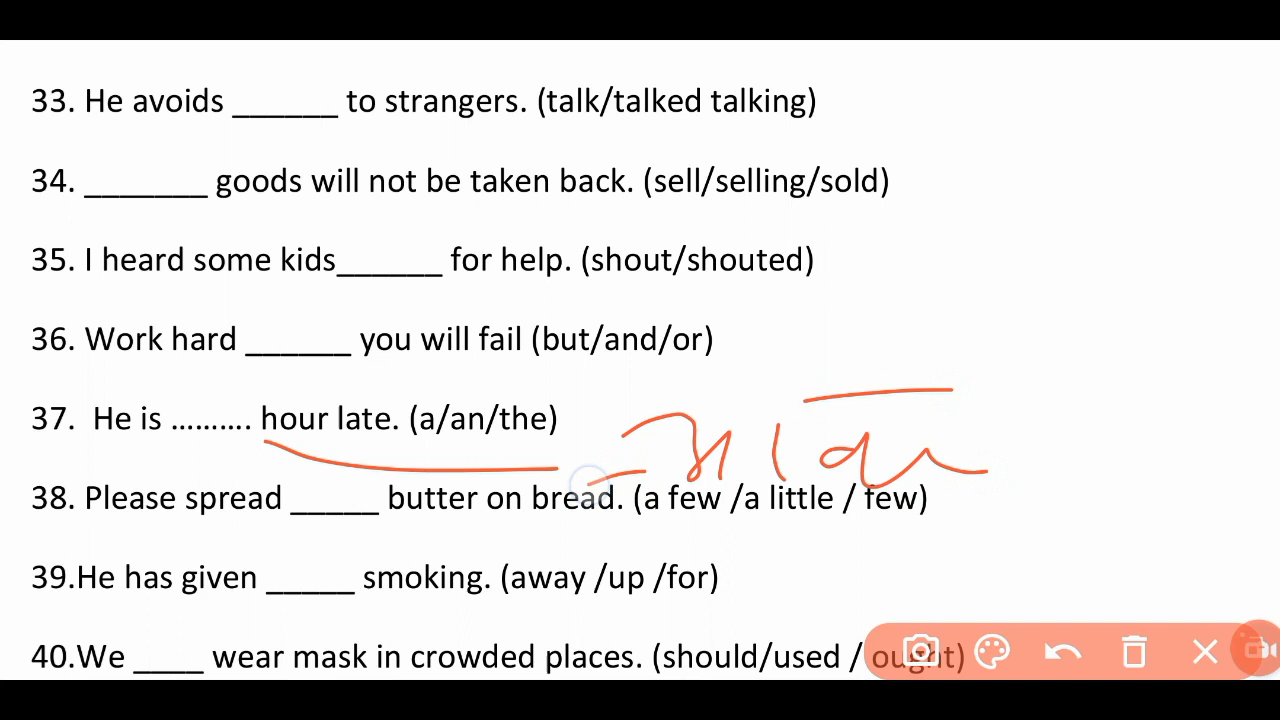 33. He avoids ______ to strangers. (talk/talked talking)
34. _______ goods will not be taken back. (sell/selling/sold)
35. I heard some kids______ for help. (shout/shouted)
36. Work hard ______ you will fail (but/and/or)
37. He is .......... hour late. (a/an/the)
38. Please spread _____ butter on bread. (a few /a little / few)
39.He has given _____ smoking. (away /up /for)
40.We ____ wear mask in crowded places. (should/used / ought)